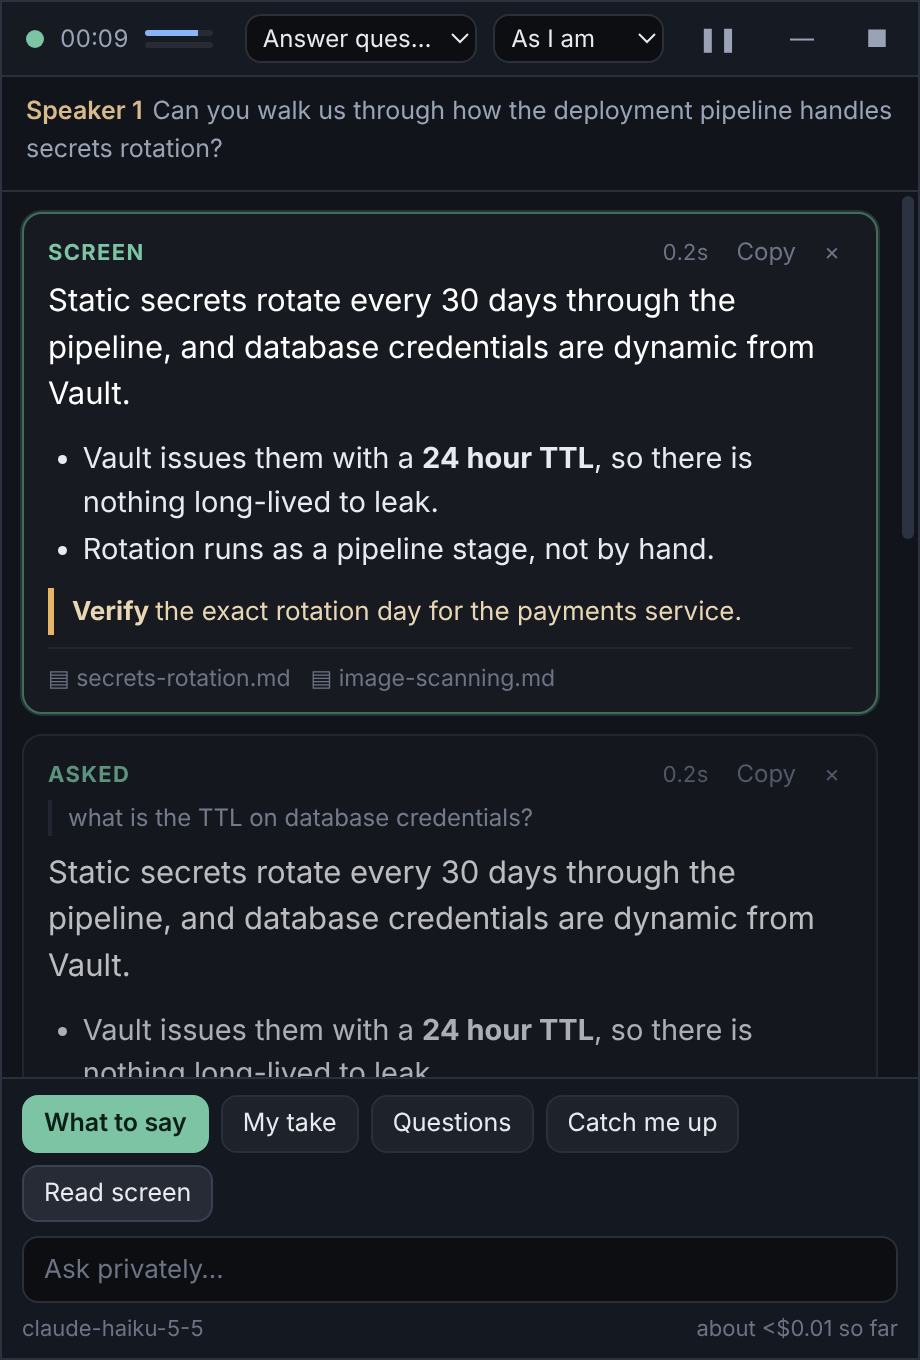 00:09 Answer ques... As I am
Speaker 1 Can you walk us through how the deployment pipeline handles
secrets rotation?
SCREEN 0.2s Copy ×
Static secrets rotate every 30 days through the
pipeline, and database credentials are dynamic from
Vault.
• Vault issues them with a 24 hour TTL, so there is
nothing long-lived to leak.
• Rotation runs as a pipeline stage, not by hand.
Verify the exact rotation day for the payments service.
secrets-rotation.md image-scanning.md
ASKED 0.2s Copy ×
what is the TTL on database credentials?
Static secrets rotate every 30 days through the
pipeline, and database credentials are dynamic from
Vault.
• Vault issues them with a 24 hour TTL, so there is
nothing long-lived to leak.
What to say My take Questions Catch me up
Read screen
Ask privately...
claude-haiku-5-5 about <$0.01 so far